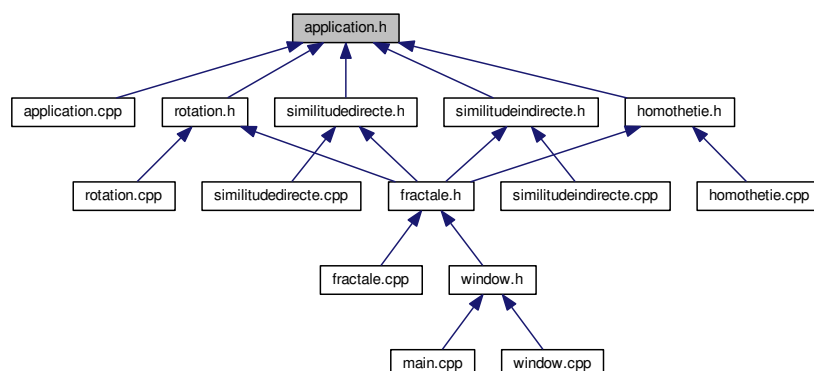 application.h
application.cpp
rotation.h
similitudedirecte.h
similitudeindirecte.h
homothetie.h
rotation.cpp
similitudedirecte.cpp
fractale.h
similitudeindirecte.cpp
homothetie.cpp
fractale.cpp
window.h
main.cpp
window.cpp